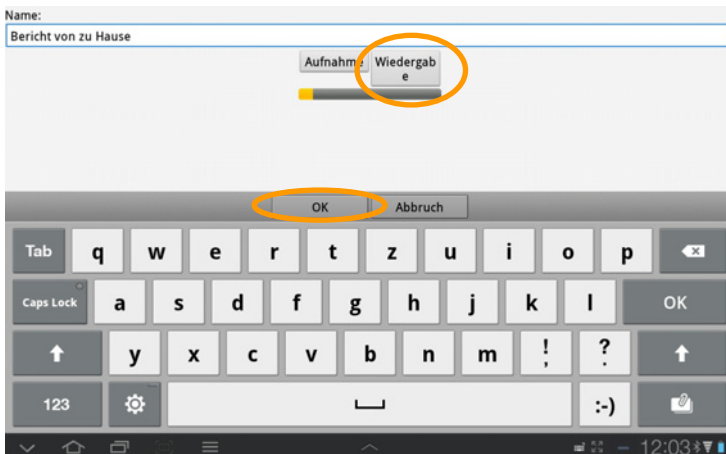 Name:
Bericht von zu Hause
Aufnahme Wiedergab
e
OK Abbruch
Tab q w e r t z u i o p
Caps Lock a s d f g h j k l OK
y x c v b n m ! , ? .
123 :-)
12:03